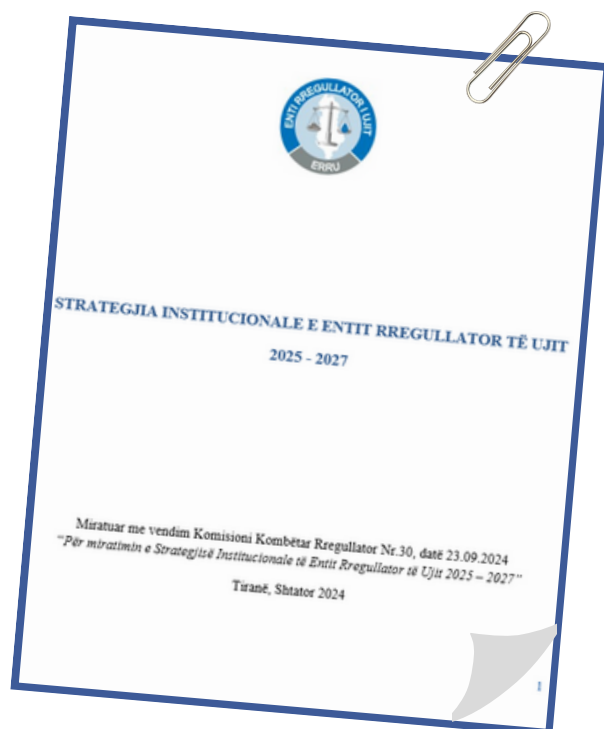 ENTI RREGULLATOR I UJIT
ERRU
STRATEGJIA INSTITUCIONALE E ENTIT RREGULLATOR TË UJIT
2025 - 2027
Miratuar me vendim Komisioni Kombëtar Rregullator Nr.30, datë 23.09.2024
“Për miratimin e Strategjisë Institucionale të Entit Rregullator të Ujit 2025 – 2027”
Tiranë, Shtator 2024
1